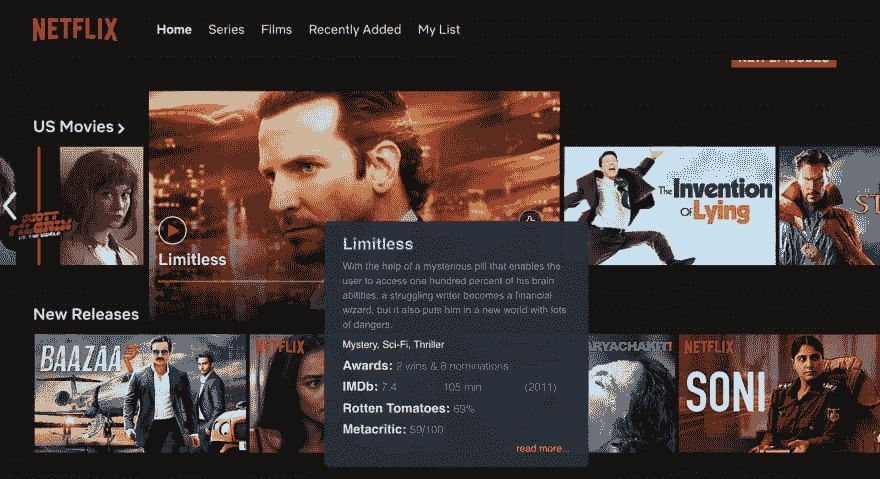 NETFLIX
Home Series Films Recently Added My List
NEW EPISODES
US Movies >
SCOTT
PILGRIM
VS. THE WORLD
Limitless
The Invention
OF Lying
ST
Limitless
With the help of a mysterious pill that enables the
user to access one hundred percent of his brain
abilities, a struggling writer becomes a financial
wizard, but it also puts him in a new world with lots
of dangers.
Mystery, Sci-Fi, Thriller
Awards: 2 wins & 8 nominations
IMDb: 7.4 105 min (2011)
Rotten Tomatoes: 69%
Metacritic: 59/100
read more...
New Releases
BAAZAA
NETFLIX
ARYACHAKIT!
NETFLIX
SONI